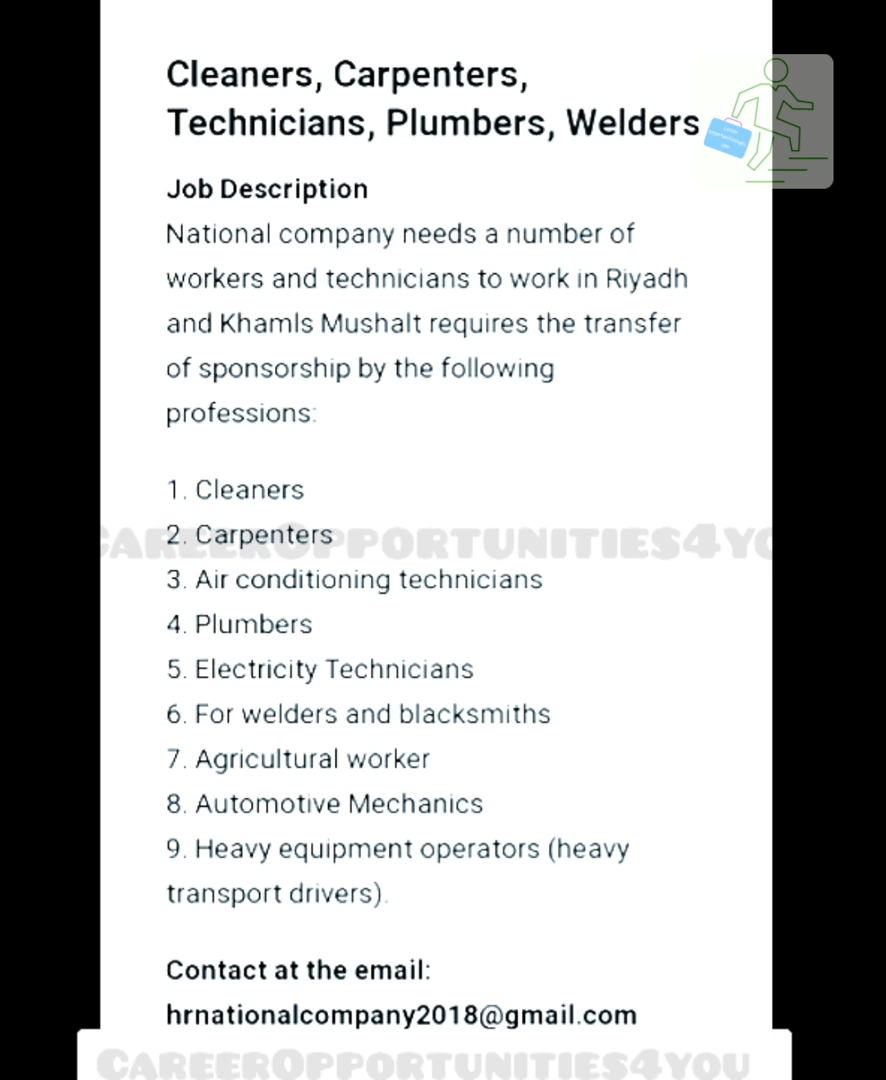 Cleaners, Carpenters,
Technicians, Plumbers, Welders
Job Description
National company needs a number of
workers and technicians to work in Riyadh
and Khamls Mushalt requires the transfer
of sponsorship by the following
professions:
1. Cleaners
2. Carpenters
CAREEROPPORTUNITIES4YO
3. Air conditioning technicians
4. Plumbers
5. Electricity Technicians
6. For welders and blacksmiths
7. Agricultural worker
8. Automotive Mechanics
9. Heavy equipment operators (heavy
transport drivers).
Contact at the email:
hrnationalcompany2018@gmail.com
CAREEROPPORTUNITIES4YOU